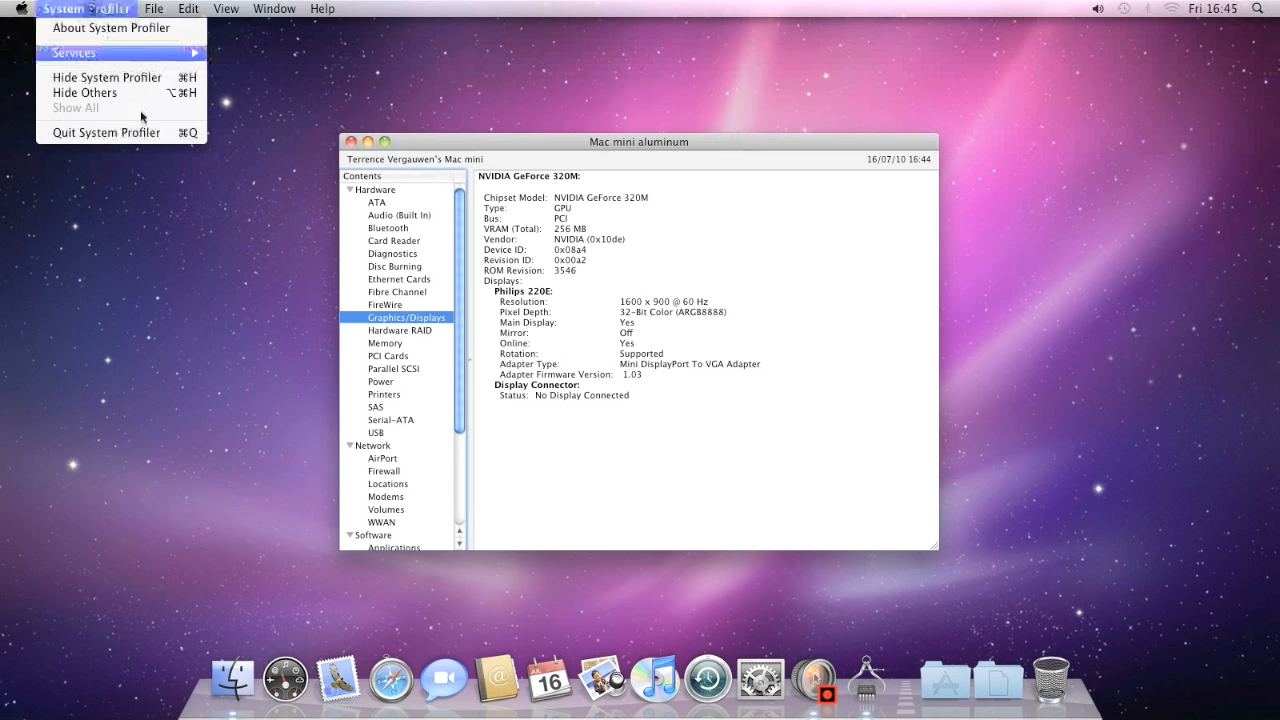 System Profiler File Edit View Window Help Fri 16:45
About System Profiler
Services
Hide System Profiler ⌘H
Hide Others ⌥⌘H
Show All
Quit System Profiler ⌘Q
Mac mini aluminum
Terrence Vergauwen's Mac mini 16/07/10 16:44
Contents
Hardware
ATA
Audio (Built In)
Bluetooth
Card Reader
Diagnostics
Disc Burning
Ethernet Cards
Fibre Channel
FireWire
Graphics/Displays
Hardware RAID
Memory
PCI Cards
Parallel SCSI
Power
Printers
SAS
Serial-ATA
USB
Network
AirPort
Firewall
Locations
Modems
Volumes
WWAN
Software
Applications
NVIDIA GeForce 320M:
Chipset Model: NVIDIA GeForce 320M
Type: GPU
Bus: PCI
VRAM (Total): 256 MB
Vendor: NVIDIA (0x10de)
Device ID: 0x08a4
Revision ID: 0x00a2
ROM Revision: 3546
Displays:
Philips 220E:
Resolution: 1600 x 900 @ 60 Hz
Pixel Depth: 32-Bit Color (ARGB8888)
Main Display: Yes
Mirror: Off
Online: Yes
Rotation: Supported
Adapter Type: Mini DisplayPort To VGA Adapter
Adapter Firmware Version: 1.03
Display Connector:
Status: No Display Connected
JUL
16